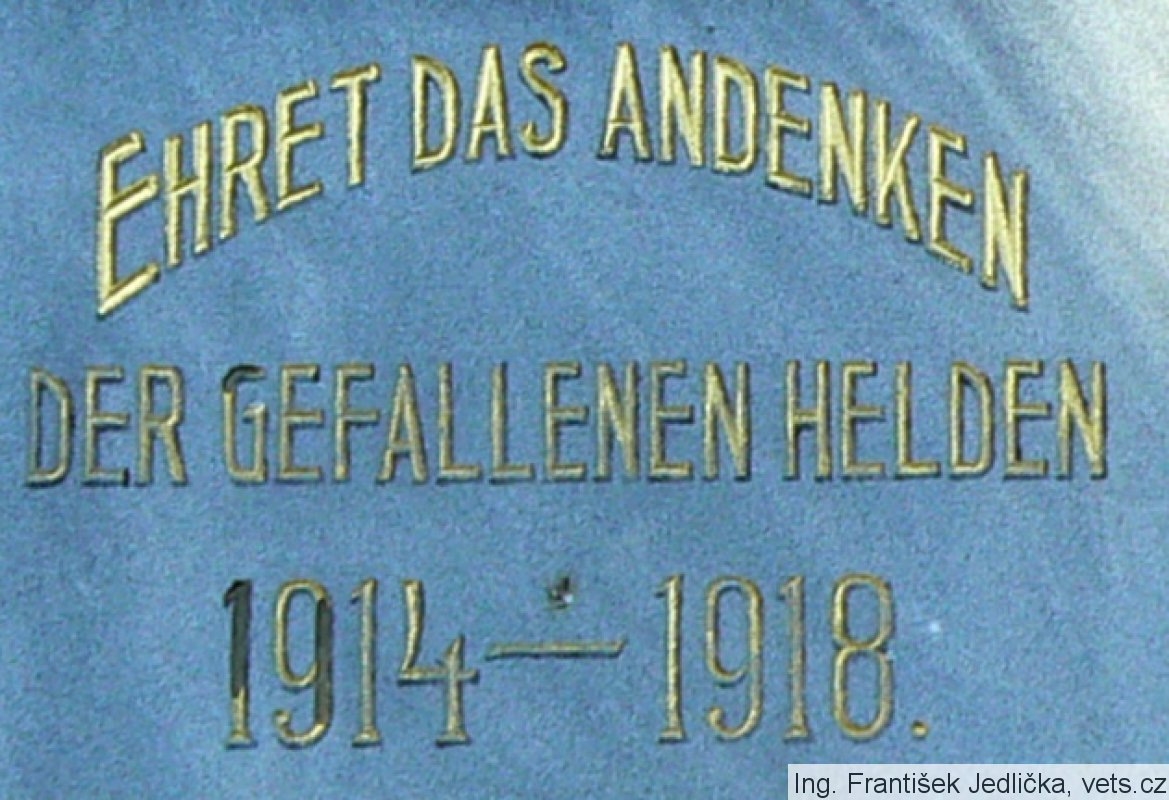 EHRET DAS ANDENKEN
DER GEFALLENEN HELDEN
1914 — 1918.
Ing. František Jedlička, vets.cz